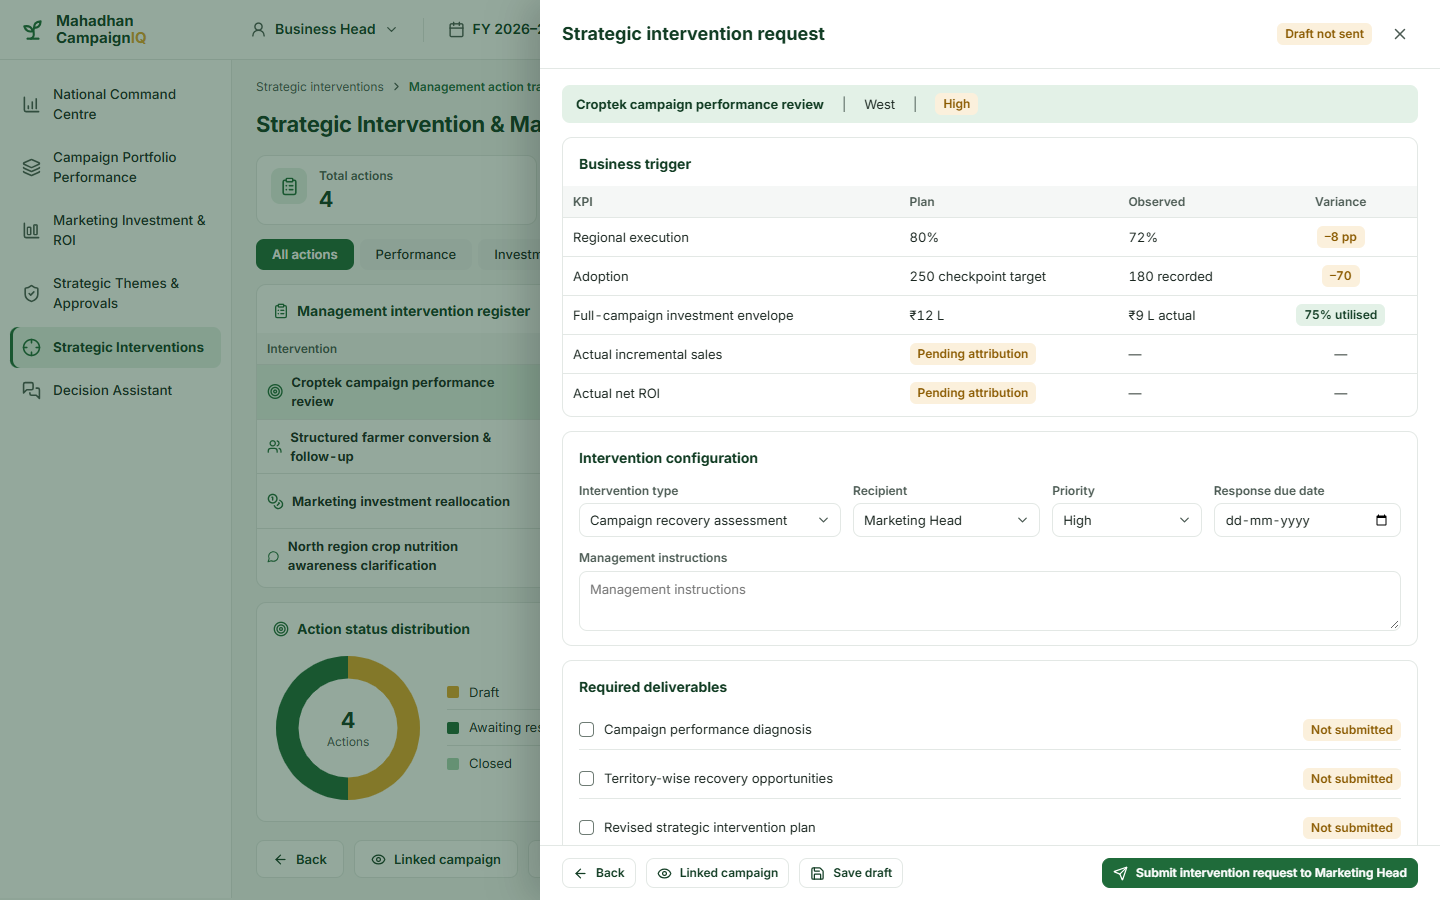 Mahadhan
CampaignIQ
Business Head
FY 2026–2
National Command
Centre
Campaign Portfolio
Performance
Marketing Investment &
ROI
Strategic Themes &
Approvals
Strategic Interventions
Decision Assistant
Strategic interventions > Management action tra
Strategic Intervention & Ma
Total actions
4
All actions
Performance
Investm
Management intervention register
Intervention
Croptek campaign performance
review
Structured farmer conversion &
follow-up
Marketing investment reallocation
North region crop nutrition
awareness clarification
Action status distribution
4
Actions
Draft
Awaiting res
Closed
Back
Linked campaign
Strategic intervention request
Draft not sent
Croptek campaign performance review | West | High
Business trigger
KPI Plan Observed Variance
Regional execution 80% 72% −8 pp
Adoption 250 checkpoint target 180 recorded −70
Full-campaign investment envelope ₹12 L ₹9 L actual 75% utilised
Actual incremental sales Pending attribution — —
Actual net ROI Pending attribution — —
Intervention configuration
Intervention type Recipient Priority Response due date
Campaign recovery assessment Marketing Head High dd-mm-yyyy
Management instructions
Management instructions
Required deliverables
Campaign performance diagnosis Not submitted
Territory-wise recovery opportunities Not submitted
Revised strategic intervention plan Not submitted
Back
Linked campaign
Save draft
Submit intervention request to Marketing Head